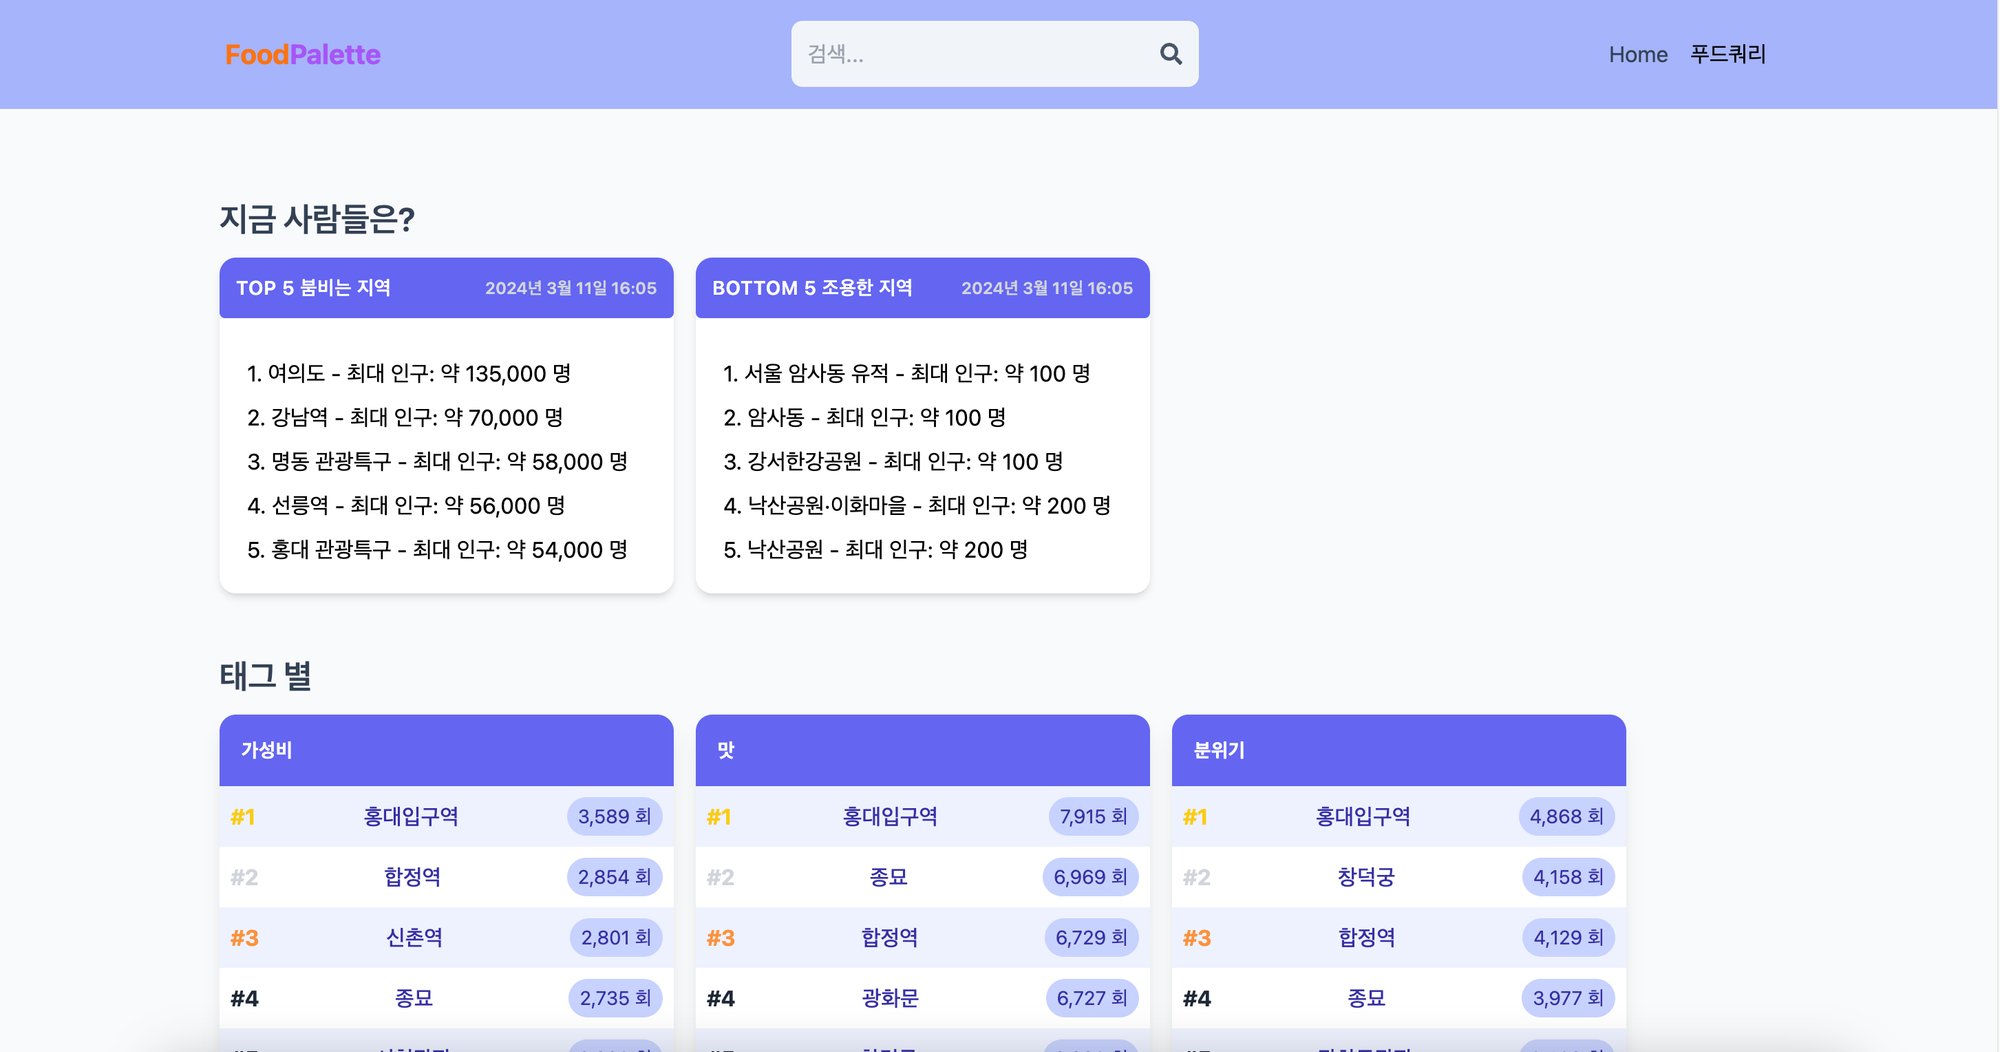 FoodPalette
검색...
Home 푸드쿼리
지금 사람들은?
TOP 5 붐비는 지역 2024년 3월 11일 16:05
1. 여의도 - 최대 인구: 약 135,000 명
2. 강남역 - 최대 인구: 약 70,000 명
3. 명동 관광특구 - 최대 인구: 약 58,000 명
4. 선릉역 - 최대 인구: 약 56,000 명
5. 홍대 관광특구 - 최대 인구: 약 54,000 명
BOTTOM 5 조용한 지역 2024년 3월 11일 16:05
1. 서울 암사동 유적 - 최대 인구: 약 100 명
2. 암사동 - 최대 인구: 약 100 명
3. 강서한강공원 - 최대 인구: 약 100 명
4. 낙산공원·이화마을 - 최대 인구: 약 200 명
5. 낙산공원 - 최대 인구: 약 200 명
태그 별
가성비
#1 홍대입구역 3,589 회
#2 합정역 2,854 회
#3 신촌역 2,801 회
#4 종묘 2,735 회
맛
#1 홍대입구역 7,915 회
#2 종묘 6,969 회
#3 합정역 6,729 회
#4 광화문 6,727 회
분위기
#1 홍대입구역 4,868 회
#2 창덕궁 4,158 회
#3 합정역 4,129 회
#4 종묘 3,977 회